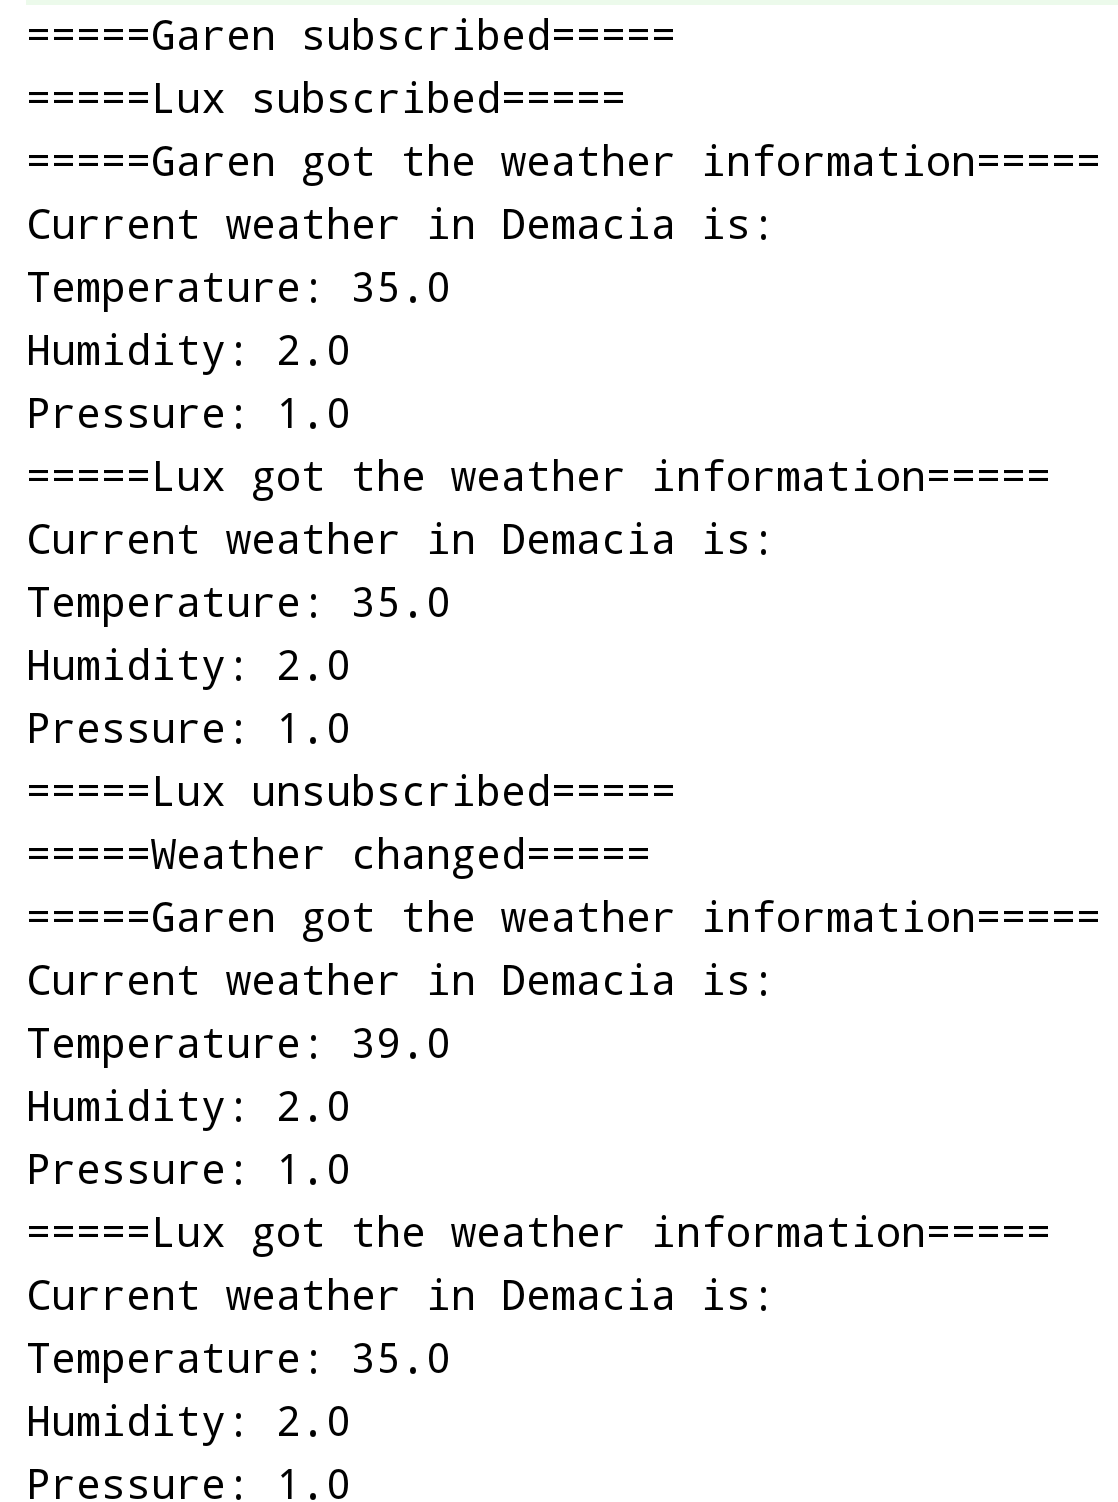 =====Garen subscribed=====
=====Lux subscribed=====
=====Garen got the weather information=====
Current weather in Demacia is:
Temperature: 35.0
Humidity: 2.0
Pressure: 1.0
=====Lux got the weather information=====
Current weather in Demacia is:
Temperature: 35.0
Humidity: 2.0
Pressure: 1.0
=====Lux unsubscribed=====
=====Weather changed=====
=====Garen got the weather information=====
Current weather in Demacia is:
Temperature: 39.0
Humidity: 2.0
Pressure: 1.0
=====Lux got the weather information=====
Current weather in Demacia is:
Temperature: 35.0
Humidity: 2.0
Pressure: 1.0